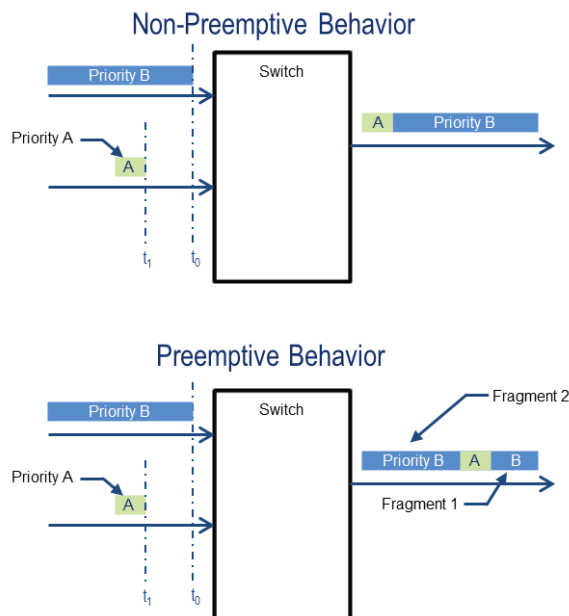 Non-Preemptive Behavior
Priority B
Switch
A
Priority B
Priority A
A
t1
t0
Preemptive Behavior
Priority B
Switch
Fragment 2
Priority B
A
B
Priority A
A
Fragment 1
t1
t0